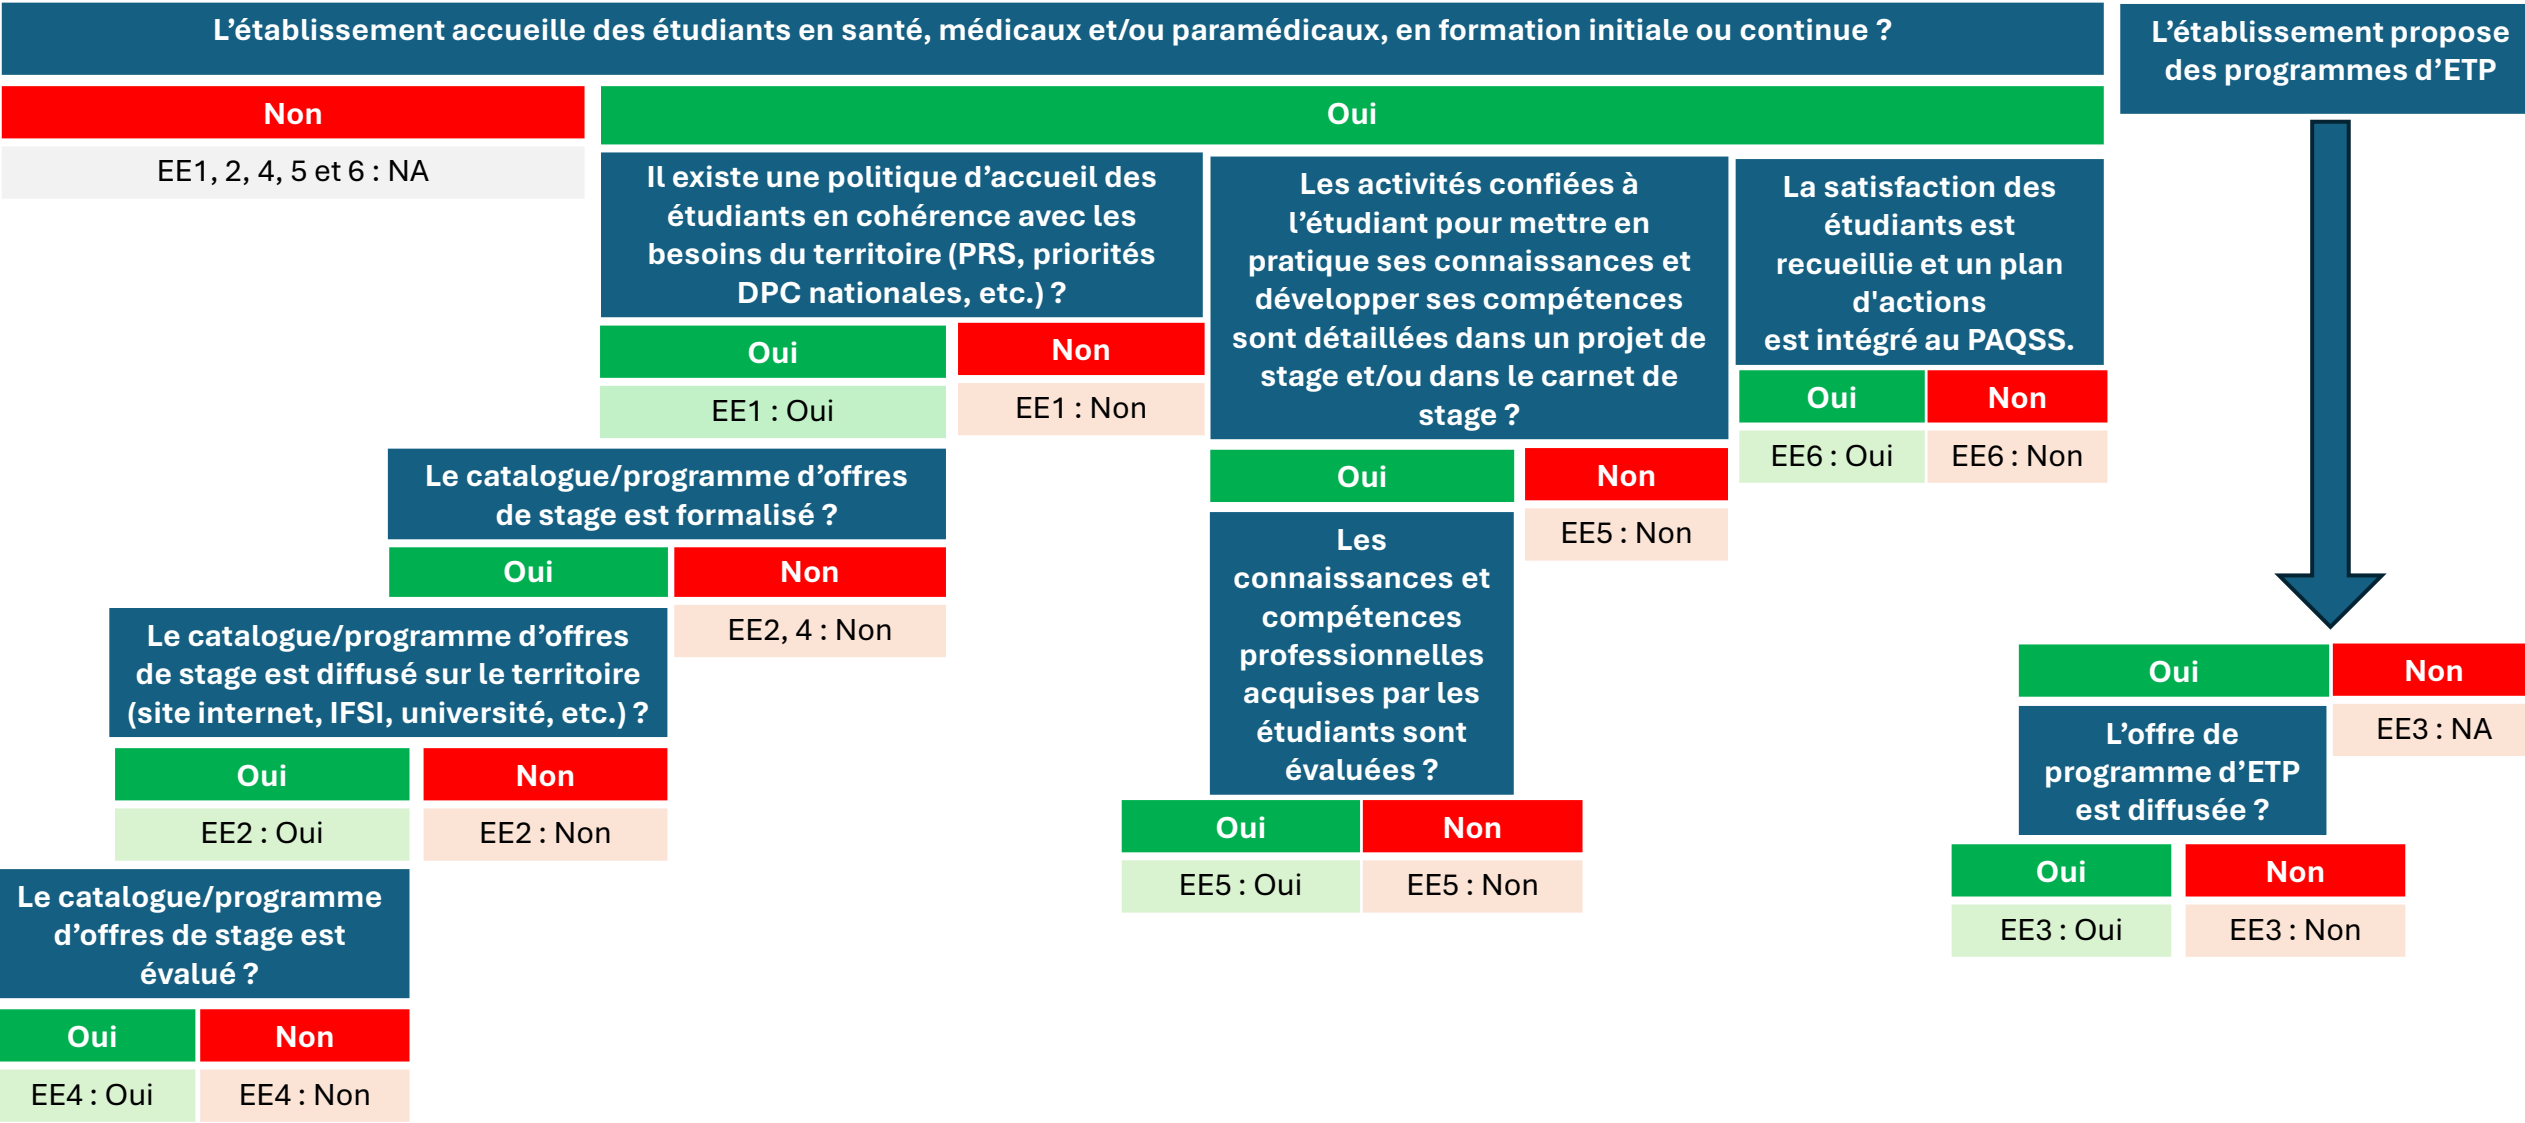 L’établissement accueille des étudiants en santé, médicaux et/ou paramédicaux, en formation initiale ou continue ?
Non
EE1, 2, 4, 5 et 6 : NA
Oui
Il existe une politique d’accueil des
étudiants en cohérence avec les
besoins du territoire (PRS, priorités
DPC nationales, etc.) ?
Oui
EE1 : Oui
Non
EE1 : Non
Le catalogue/programme d’offres
de stage est formalisé ?
Oui
Non
EE2, 4 : Non
Le catalogue/programme d’offres
de stage est diffusé sur le territoire
(site internet, IFSI, université, etc.) ?
Oui
EE2 : Oui
Non
EE2 : Non
Le catalogue/programme
d’offres de stage est
évalué ?
Oui
EE4 : Oui
Non
EE4 : Non
Les activités confiées à
l’étudiant pour mettre en
pratique ses connaissances et
développer ses compétences
sont détaillées dans un projet de
stage et/ou dans le carnet de
stage ?
Oui
Non
EE5 : Non
Les
connaissances et
compétences
professionnelles
acquises par les
étudiants sont
évaluées ?
Oui
EE5 : Oui
Non
EE5 : Non
La satisfaction des
étudiants est
recueillie et un plan
d'actions
est intégré au PAQSS.
Oui
EE6 : Oui
Non
EE6 : Non
L’établissement propose
des programmes d’ETP
Oui
Non
EE3 : NA
L’offre de
programme d’ETP
est diffusée ?
Oui
EE3 : Oui
Non
EE3 : Non